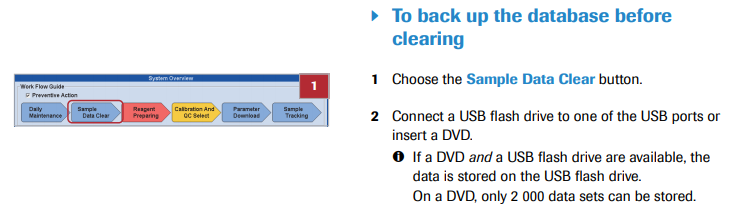 ▶ To back up the database before
clearing
System Overview
Work Flow Guide
Preventive Action
Daily
Maintenance
Sample
Data Clear
Reagent
Preparing
Calibration And
QC Select
Parameter
Download
Sample
Tracking
1
1 Choose the Sample Data Clear button.
2 Connect a USB flash drive to one of the USB ports or
insert a DVD.
If a DVD and a USB flash drive are available, the
data is stored on the USB flash drive.
On a DVD, only 2 000 data sets can be stored.